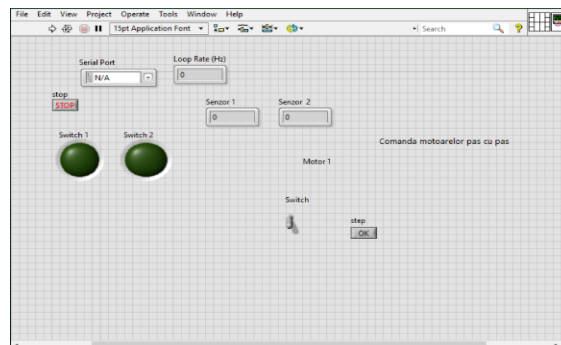 File Edit View Project Operate Tools Window Help
15pt Application Font
Search
Serial Port
Loop Rate (Hz)
N/A
0
stop
STOP
Senzor 1
Senzor 2
0
0
Switch 1
Switch 2
Comanda motoarelor pas cu pas
Motor 1
Switch
step
OK